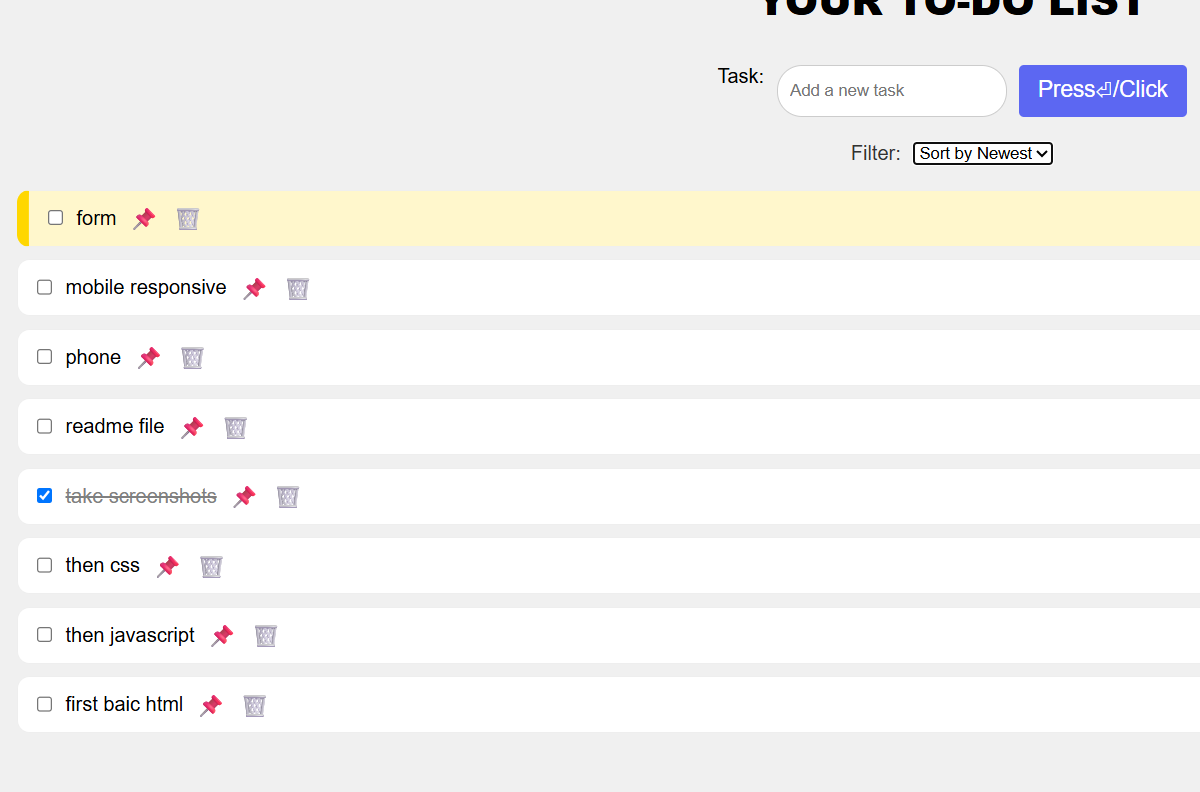 YOUR TO-DO LIST
Task: Add a new task Press⏎/Click
Filter: Sort by Newest
form
mobile responsive
phone
readme file
take screenshots
then css
then javascript
first baic html